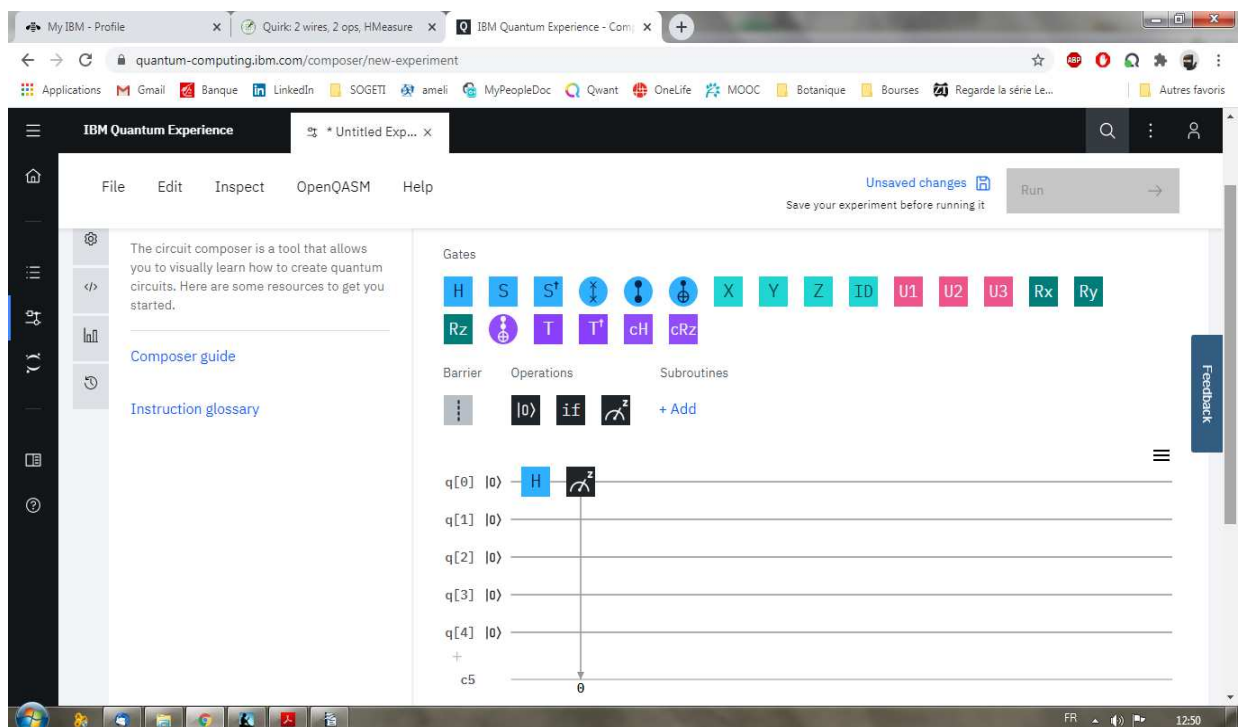 My IBM - Profile
Quirk: 2 wires, 2 ops, HMeasure
IBM Quantum Experience - Com
quantum-computing.ibm.com/composer/new-experiment
ABP
Applications
Gmail
Banque
LinkedIn
SOGETI
ameli
MyPeopleDoc
Qwant
OneLife
MOOC
Botanique
Bourses
Regarde la série Le...
Autres favoris
IBM Quantum Experience
* Untitled Exp...
File Edit Inspect OpenQASM Help
Unsaved changes
Save your experiment before running it
Run
The circuit composer is a tool that allows
you to visually learn how to create quantum
circuits. Here are some resources to get you
started.
Composer guide
Instruction glossary
Gates
H S S† X Y Z ID U1 U2 U3 Rx Ry
Rz T T† cH cRz
Barrier Operations Subroutines
|0⟩ if z + Add
q[0] |0⟩ H z
q[1] |0⟩
q[2] |0⟩
q[3] |0⟩
q[4] |0⟩
+
c5
0
Feedback
FR 12:50